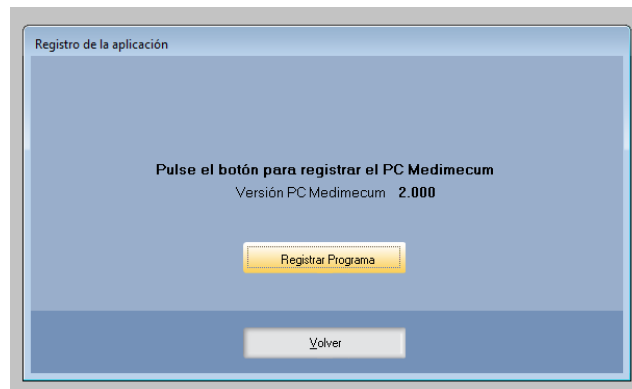 Registro de la aplicación
Pulse el botón para registrar el PC Medimecum
Versión PC Medimecum 2.000
Registrar Programa
Volver